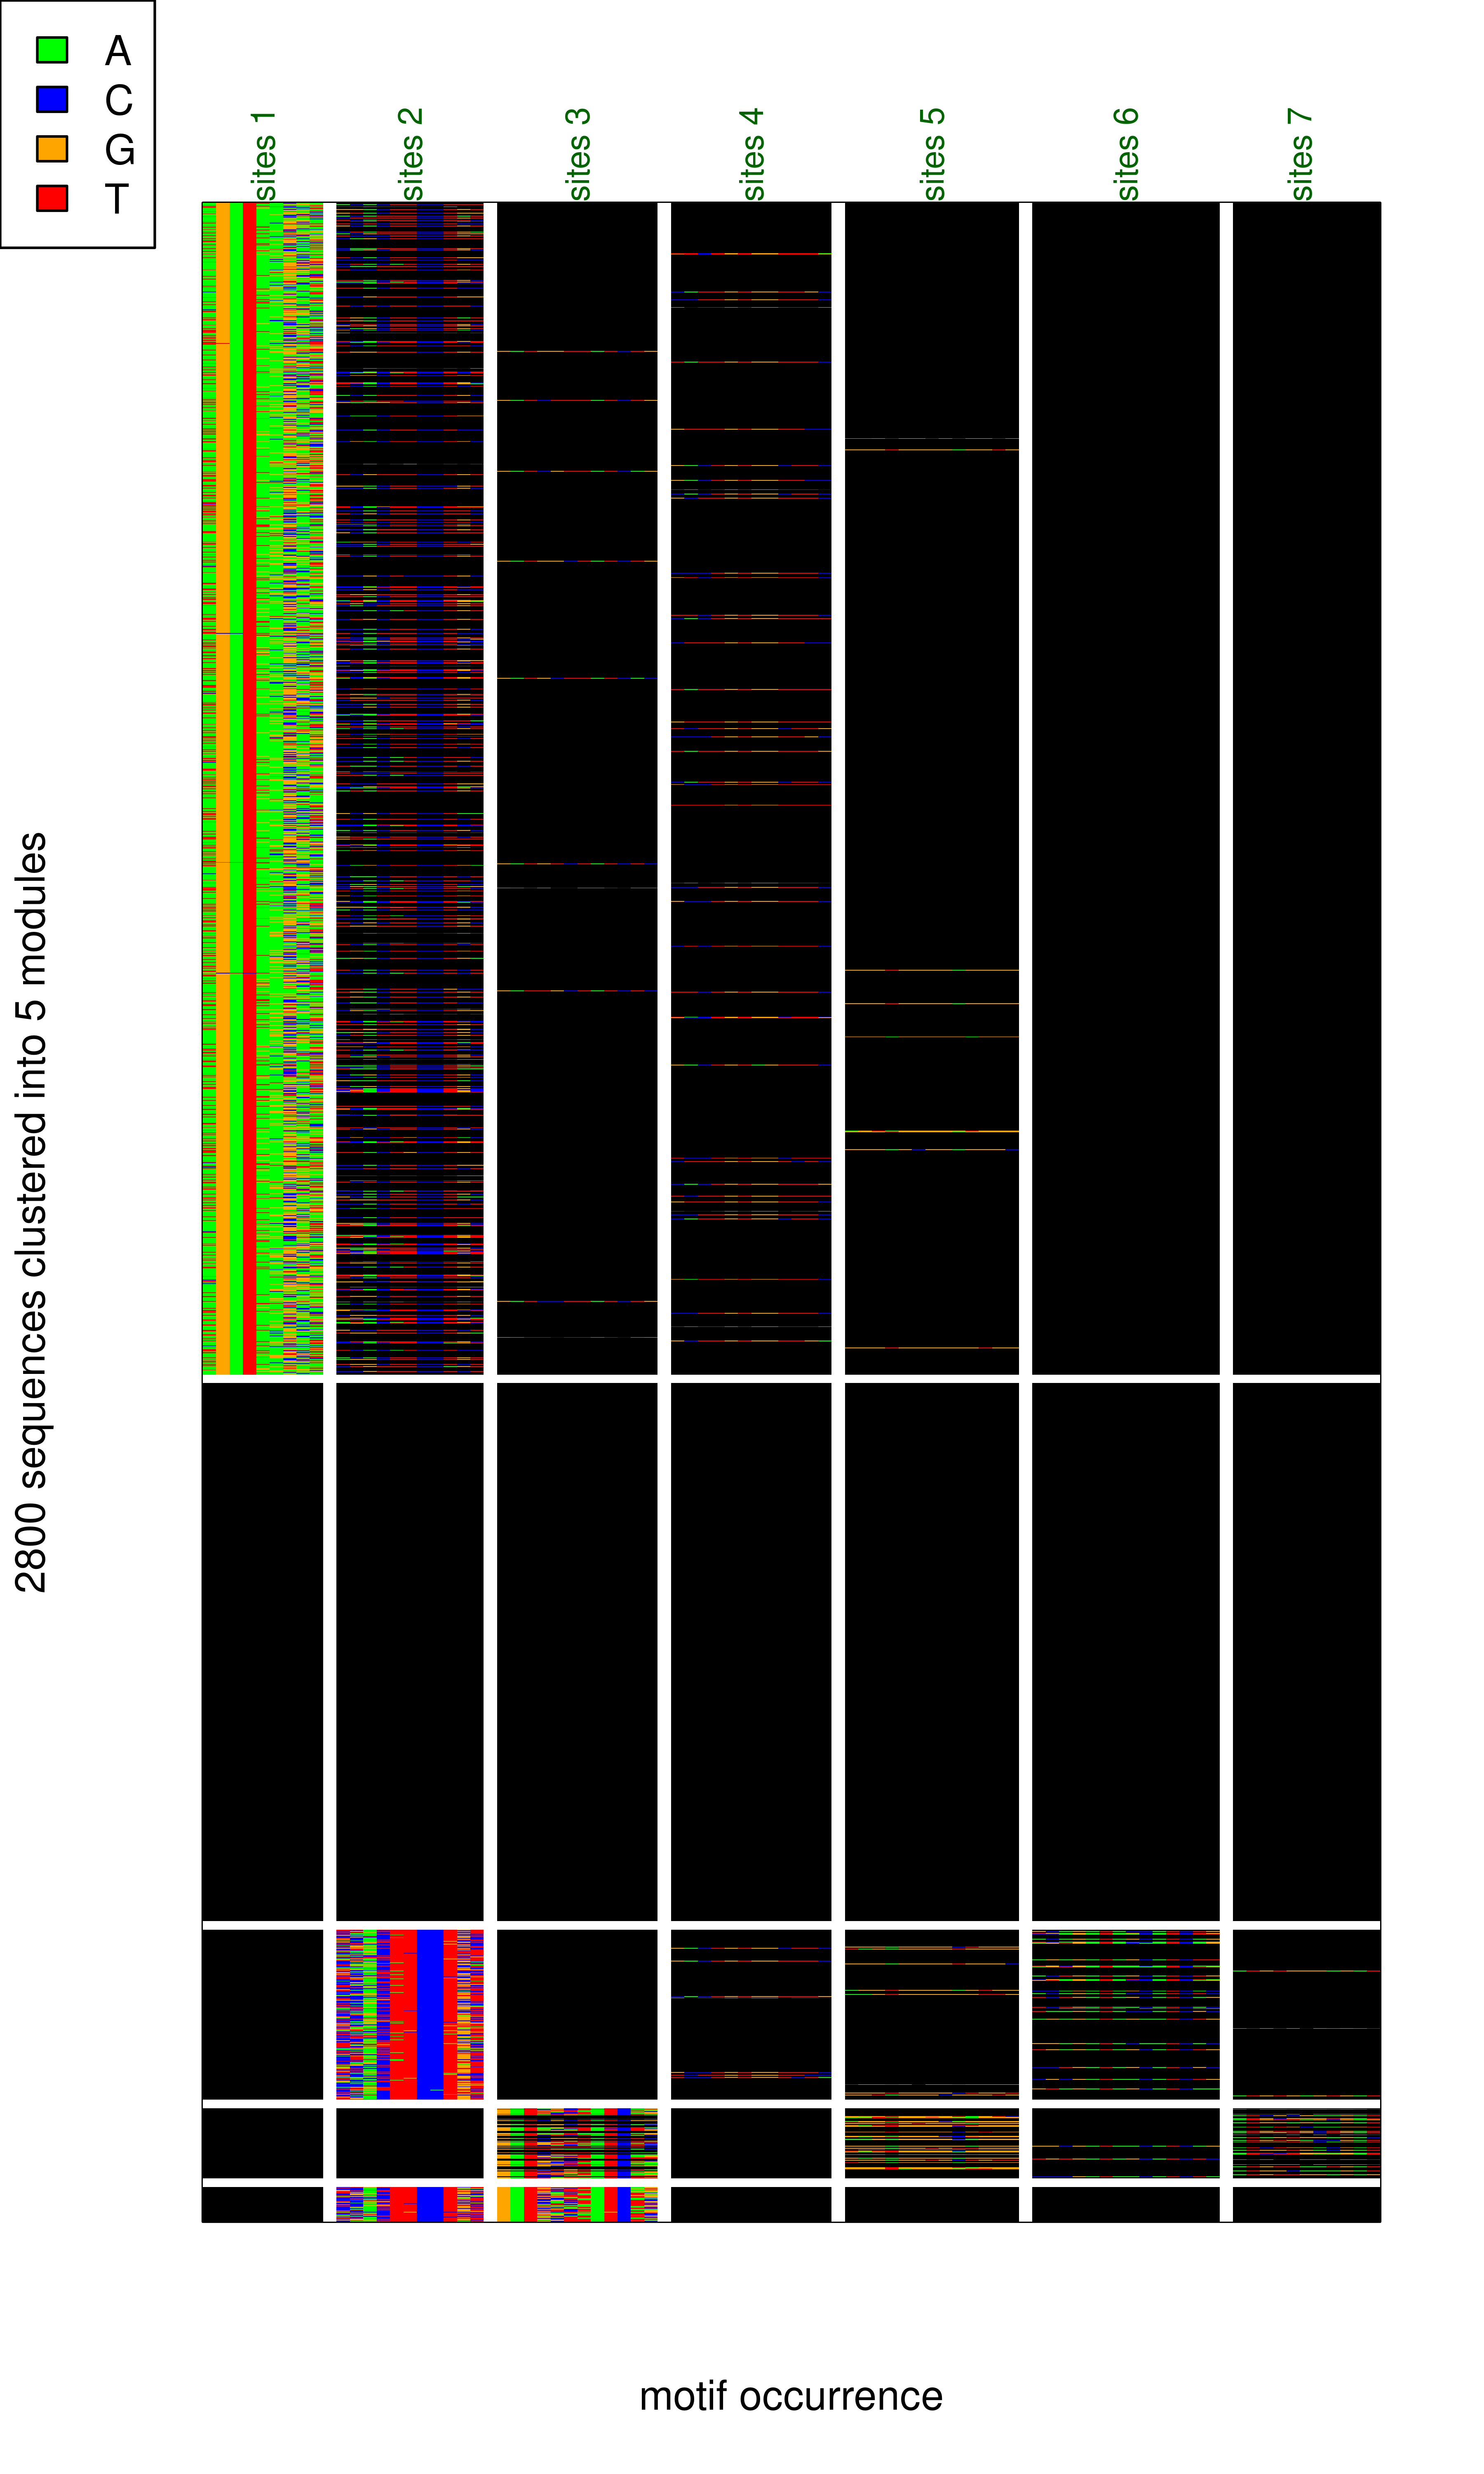 A
C
G
T
sites 1
sites 2
sites 3
sites 4
sites 5
sites 6
sites 7
2800 sequences clustered into 5 modules
motif occurrence